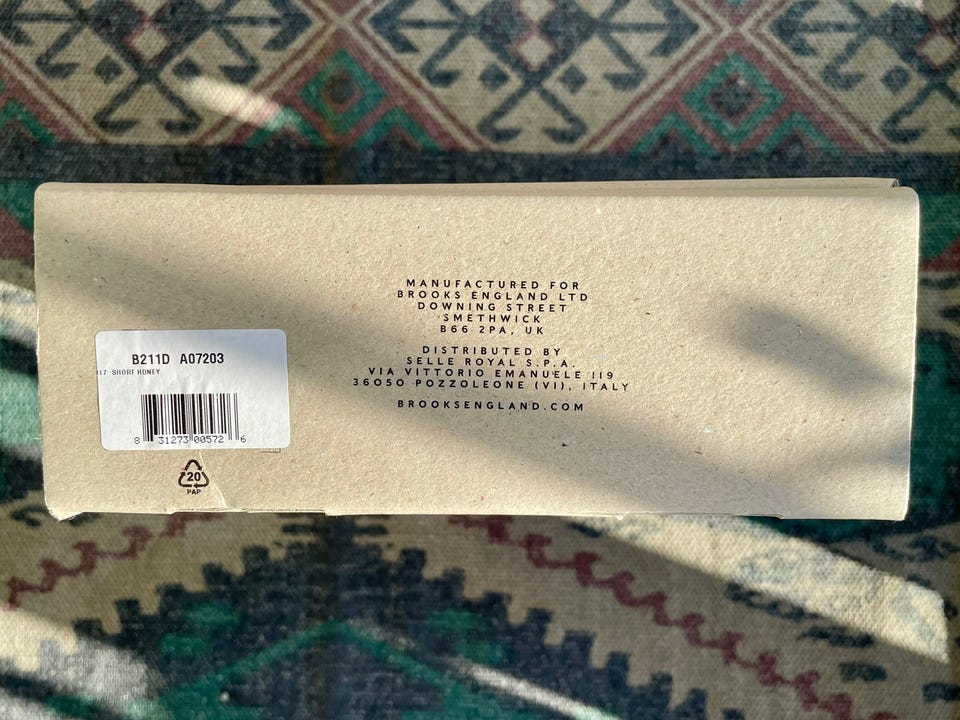 MANUFACTURED FOR
BROOKS ENGLAND LTD
DOWNING STREET
SMETHWICK
B66 2PA, UK
DISTRIBUTED BY
SELLE ROYAL S.P.A.
VIA VITTORIO EMANUELE 119
36050 POZZOLEONE (VI), ITALY
BROOKSENGLAND.COM
B211D A07203
SHORT HONEY
8 31273 00572 6
20
PAP